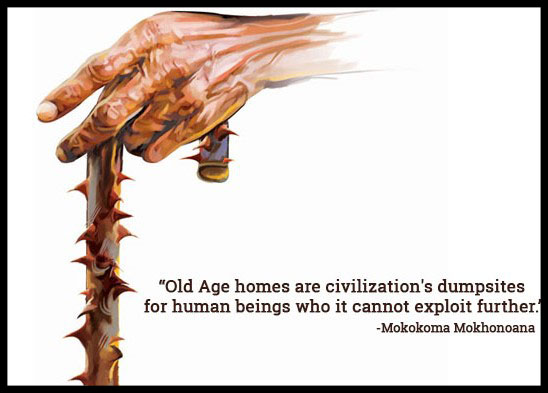 “Old Age homes are civilization's dumpsites
for human beings who it cannot exploit further.'
-Mokokoma Mokhonoana